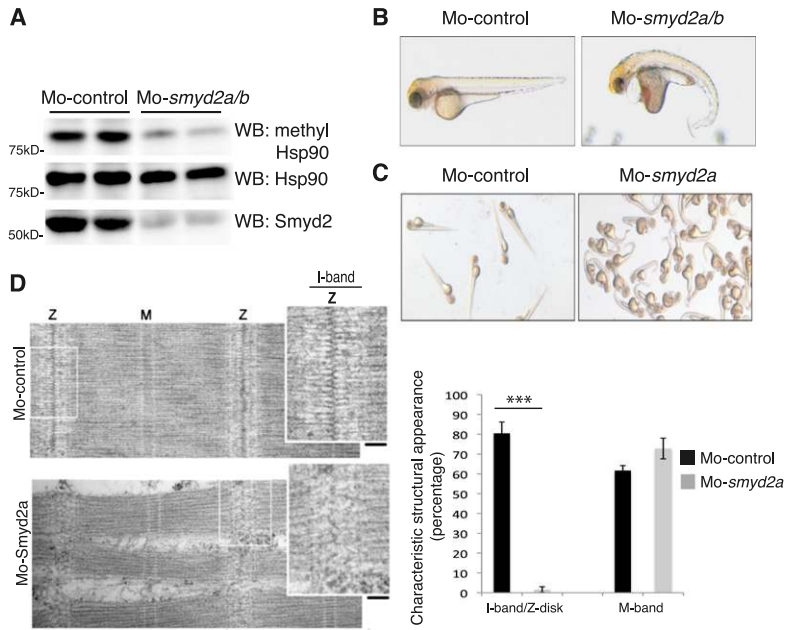 A
Mo-control Mo-smyd2a/b
WB: methyl
Hsp90
75kD-
WB: Hsp90
75kD-
WB: Smyd2
50kD-
B
Mo-control Mo-smyd2a/b
C
Mo-control Mo-smyd2a
D
I-band
Z
Z M Z
Mo-control
Mo-Smyd2a
Characteristic structural appearance
(percentage)
100
90
80
70
60
50
40
30
20
10
0
***
Mo-control
Mo-smyd2a
I-band/Z-disk M-band